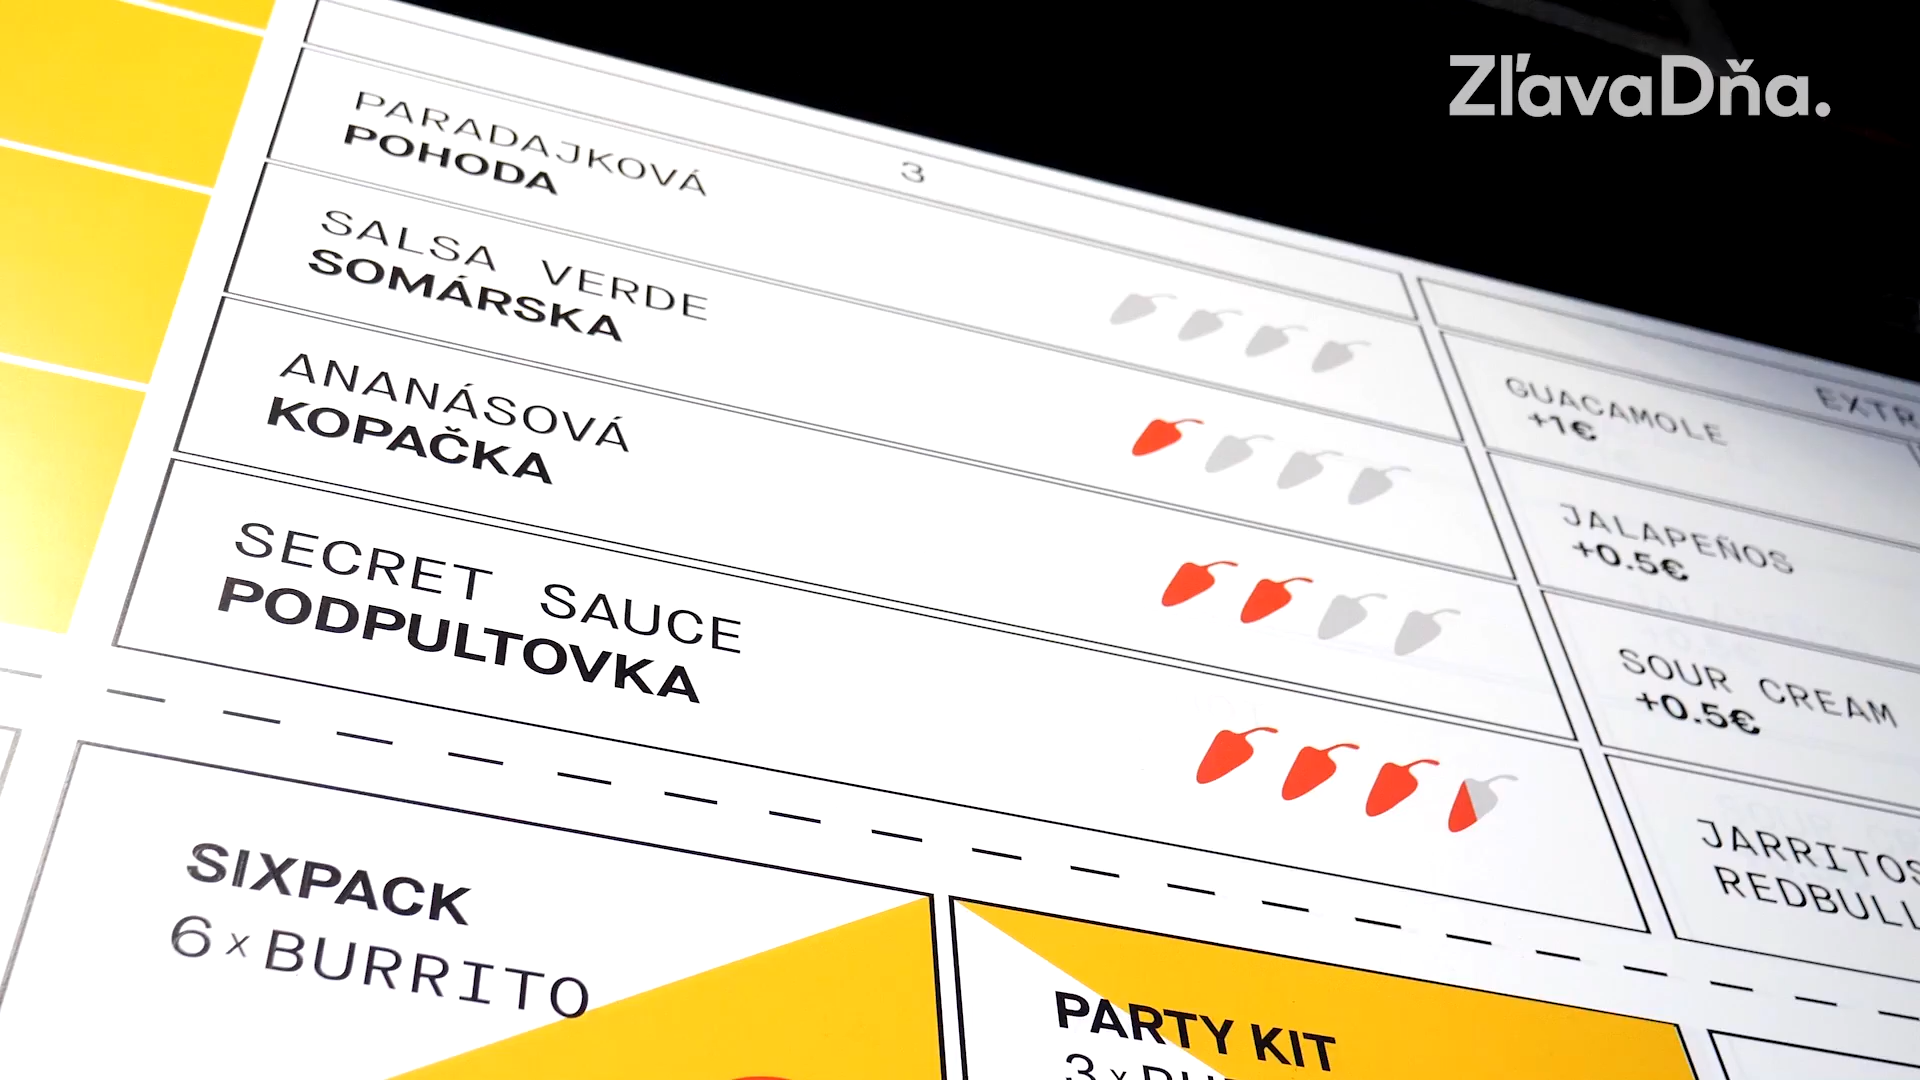 ZľavaDňa.
3
PARADAJKOVÁ
POHODA
SALSA VERDE
SOMÁRSKA
ANANÁSOVÁ
KOPAČKA
SECRET SAUCE
PODPULTOVKA
GUACAMOLE
+1€
JALAPEÑOS
+0.5€
SOUR CREAM
+0.5€
JARRITOS
REDBULL
SIXPACK
6 x BURRITO
PARTY KIT
3 x